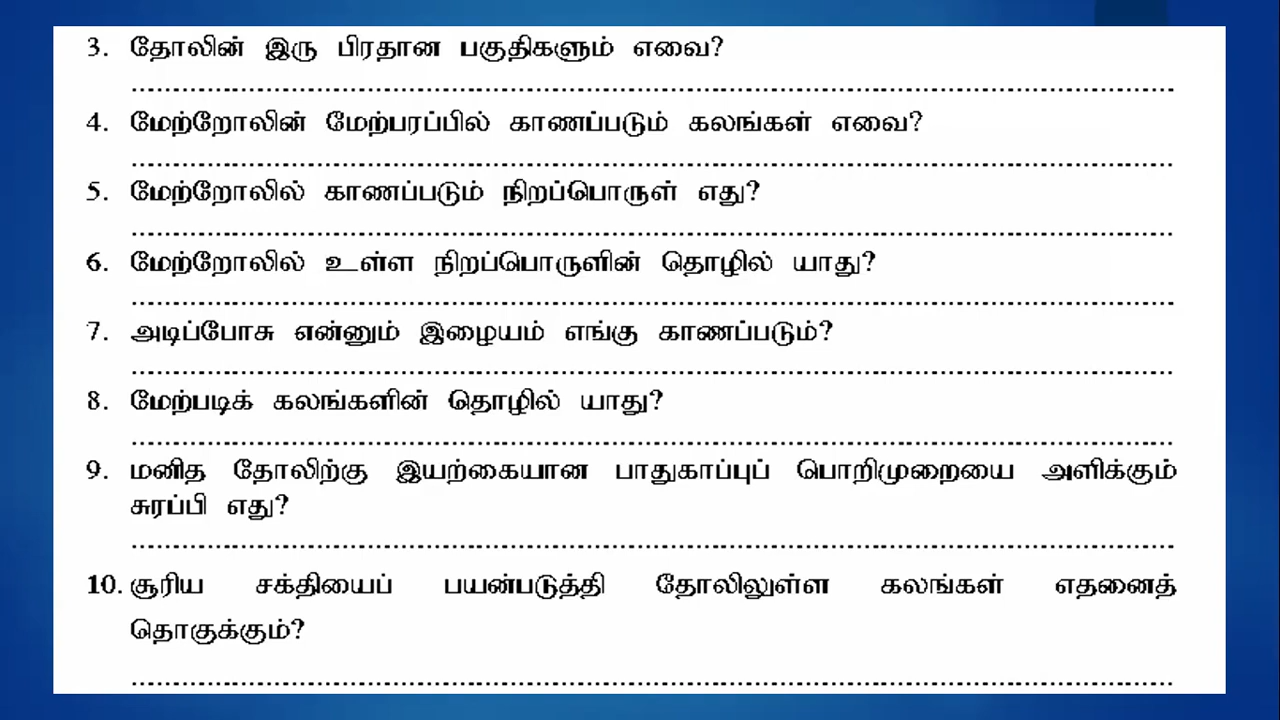 3. தோலின் இரு பிரதான பகுதிகளும் எவை?
................................................................................................
4. மேற்றோலின் மேற்பரப்பில் காணப்படும் கலங்கள் எவை?
................................................................................................
5. மேற்றோலில் காணப்படும் நிறப்பொருள் எது?
................................................................................................
6. மேற்றோலில் உள்ள நிறப்பொருளின் தொழில் யாது?
................................................................................................
7. அடிப்போசு என்னும் இழையம் எங்கு காணப்படும்?
................................................................................................
8. மேற்படிக் கலங்களின் தொழில் யாது?
................................................................................................
9. மனித தோலிற்கு இயற்கையான பாதுகாப்புப் பொறிமுறையை அளிக்கும்
சுரப்பி எது?
................................................................................................
10. சூரிய சக்தியைப் பயன்படுத்தி தோலிலுள்ள கலங்கள் எதனைத்
தொகுக்கும்?
................................................................................................